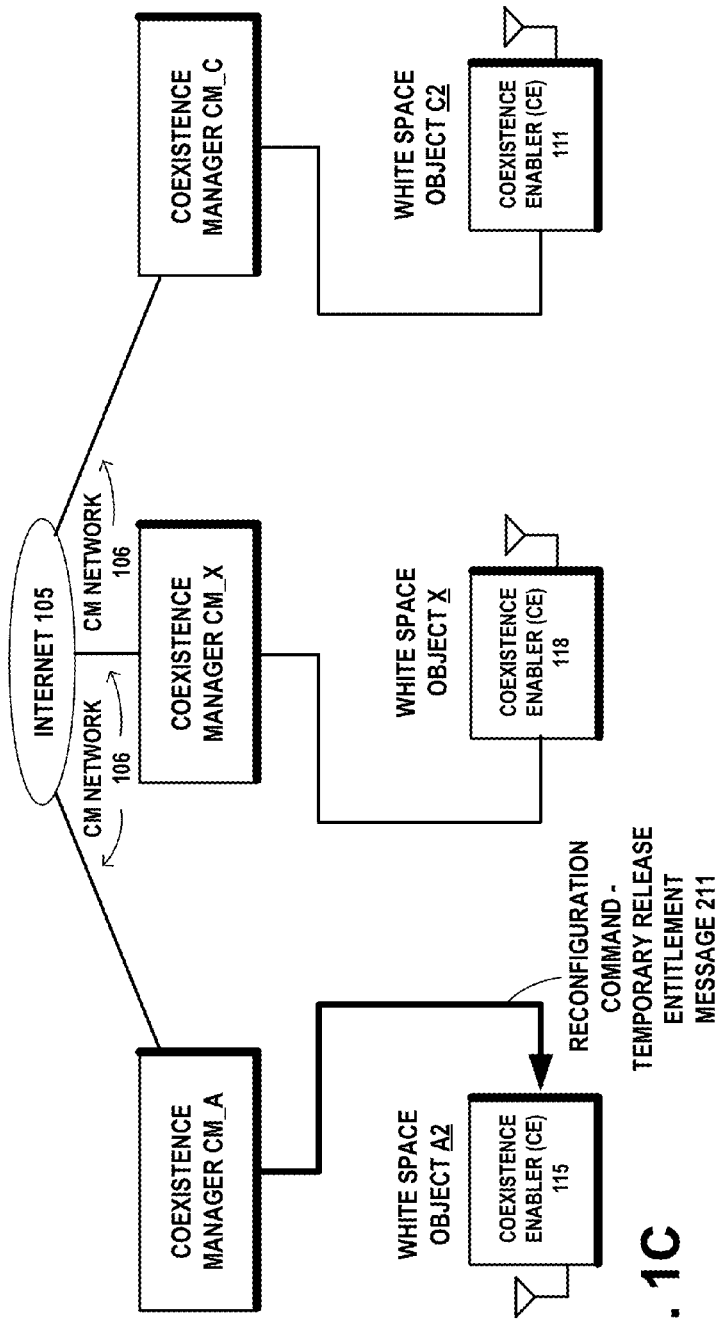 INTERNET 105
CM NETWORK
106
CM NETWORK
106
COEXISTENCE
MANAGER CM_A
COEXISTENCE
MANAGER CM_X
COEXISTENCE
MANAGER CM_C
WHITE SPACE
OBJECT A2
COEXISTENCE
ENABLER (CE)
115
RECONFIGURATION
COMMAND -
TEMPORARY RELEASE
ENTITLEMENT
MESSAGE 211
WHITE SPACE
OBJECT X
COEXISTENCE
ENABLER (CE)
118
WHITE SPACE
OBJECT C2
COEXISTENCE
ENABLER (CE)
111
. 1C